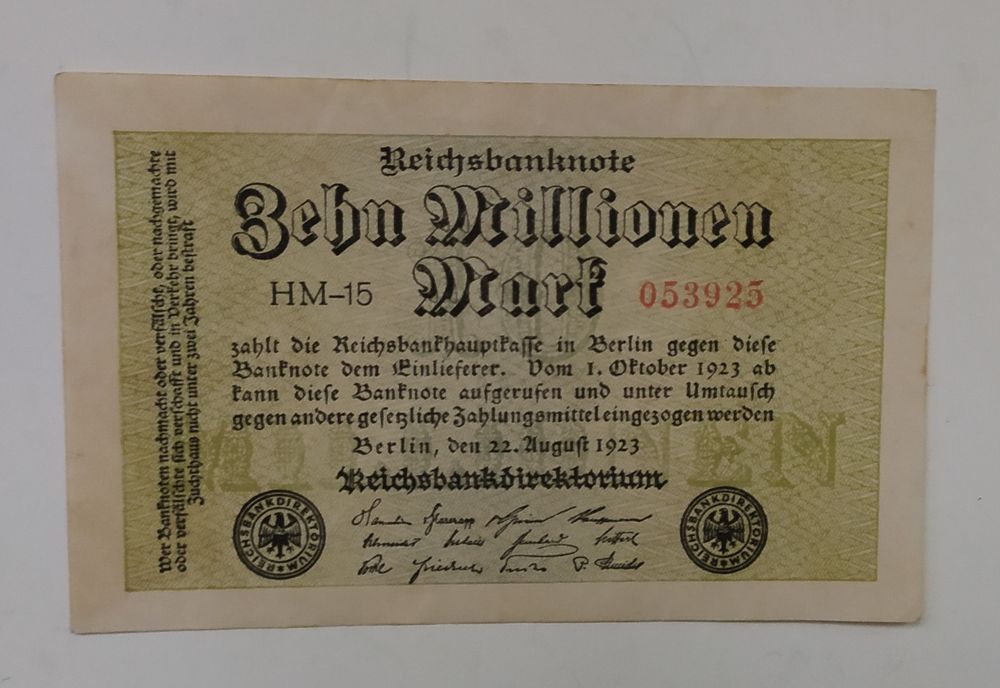 Reichsbanknote
Zehn Millionen
Mark
HM-15
053925
zahlt die Reichsbankhauptkasse in Berlin gegen diese
Banknote dem Einlieferer. Vom 1. Oktober 1923 ab
kann diese Banknote aufgerufen und unter Umtausch
gegen andere gesetzliche Zahlungsmittel eingezogen werden
Berlin, den 22. August 1923
Reichsbankdirektorium
REICHSBANKDIREKTORIUM
REICHSBANKDIREKTORIUM
Wer Banknoten nachmacht oder verfälscht, oder nachgemachte
oder verfälschte sich verschafft und in Verkehr bringt, wird mit
Zuchthaus nicht unter zwei Jahren bestraft